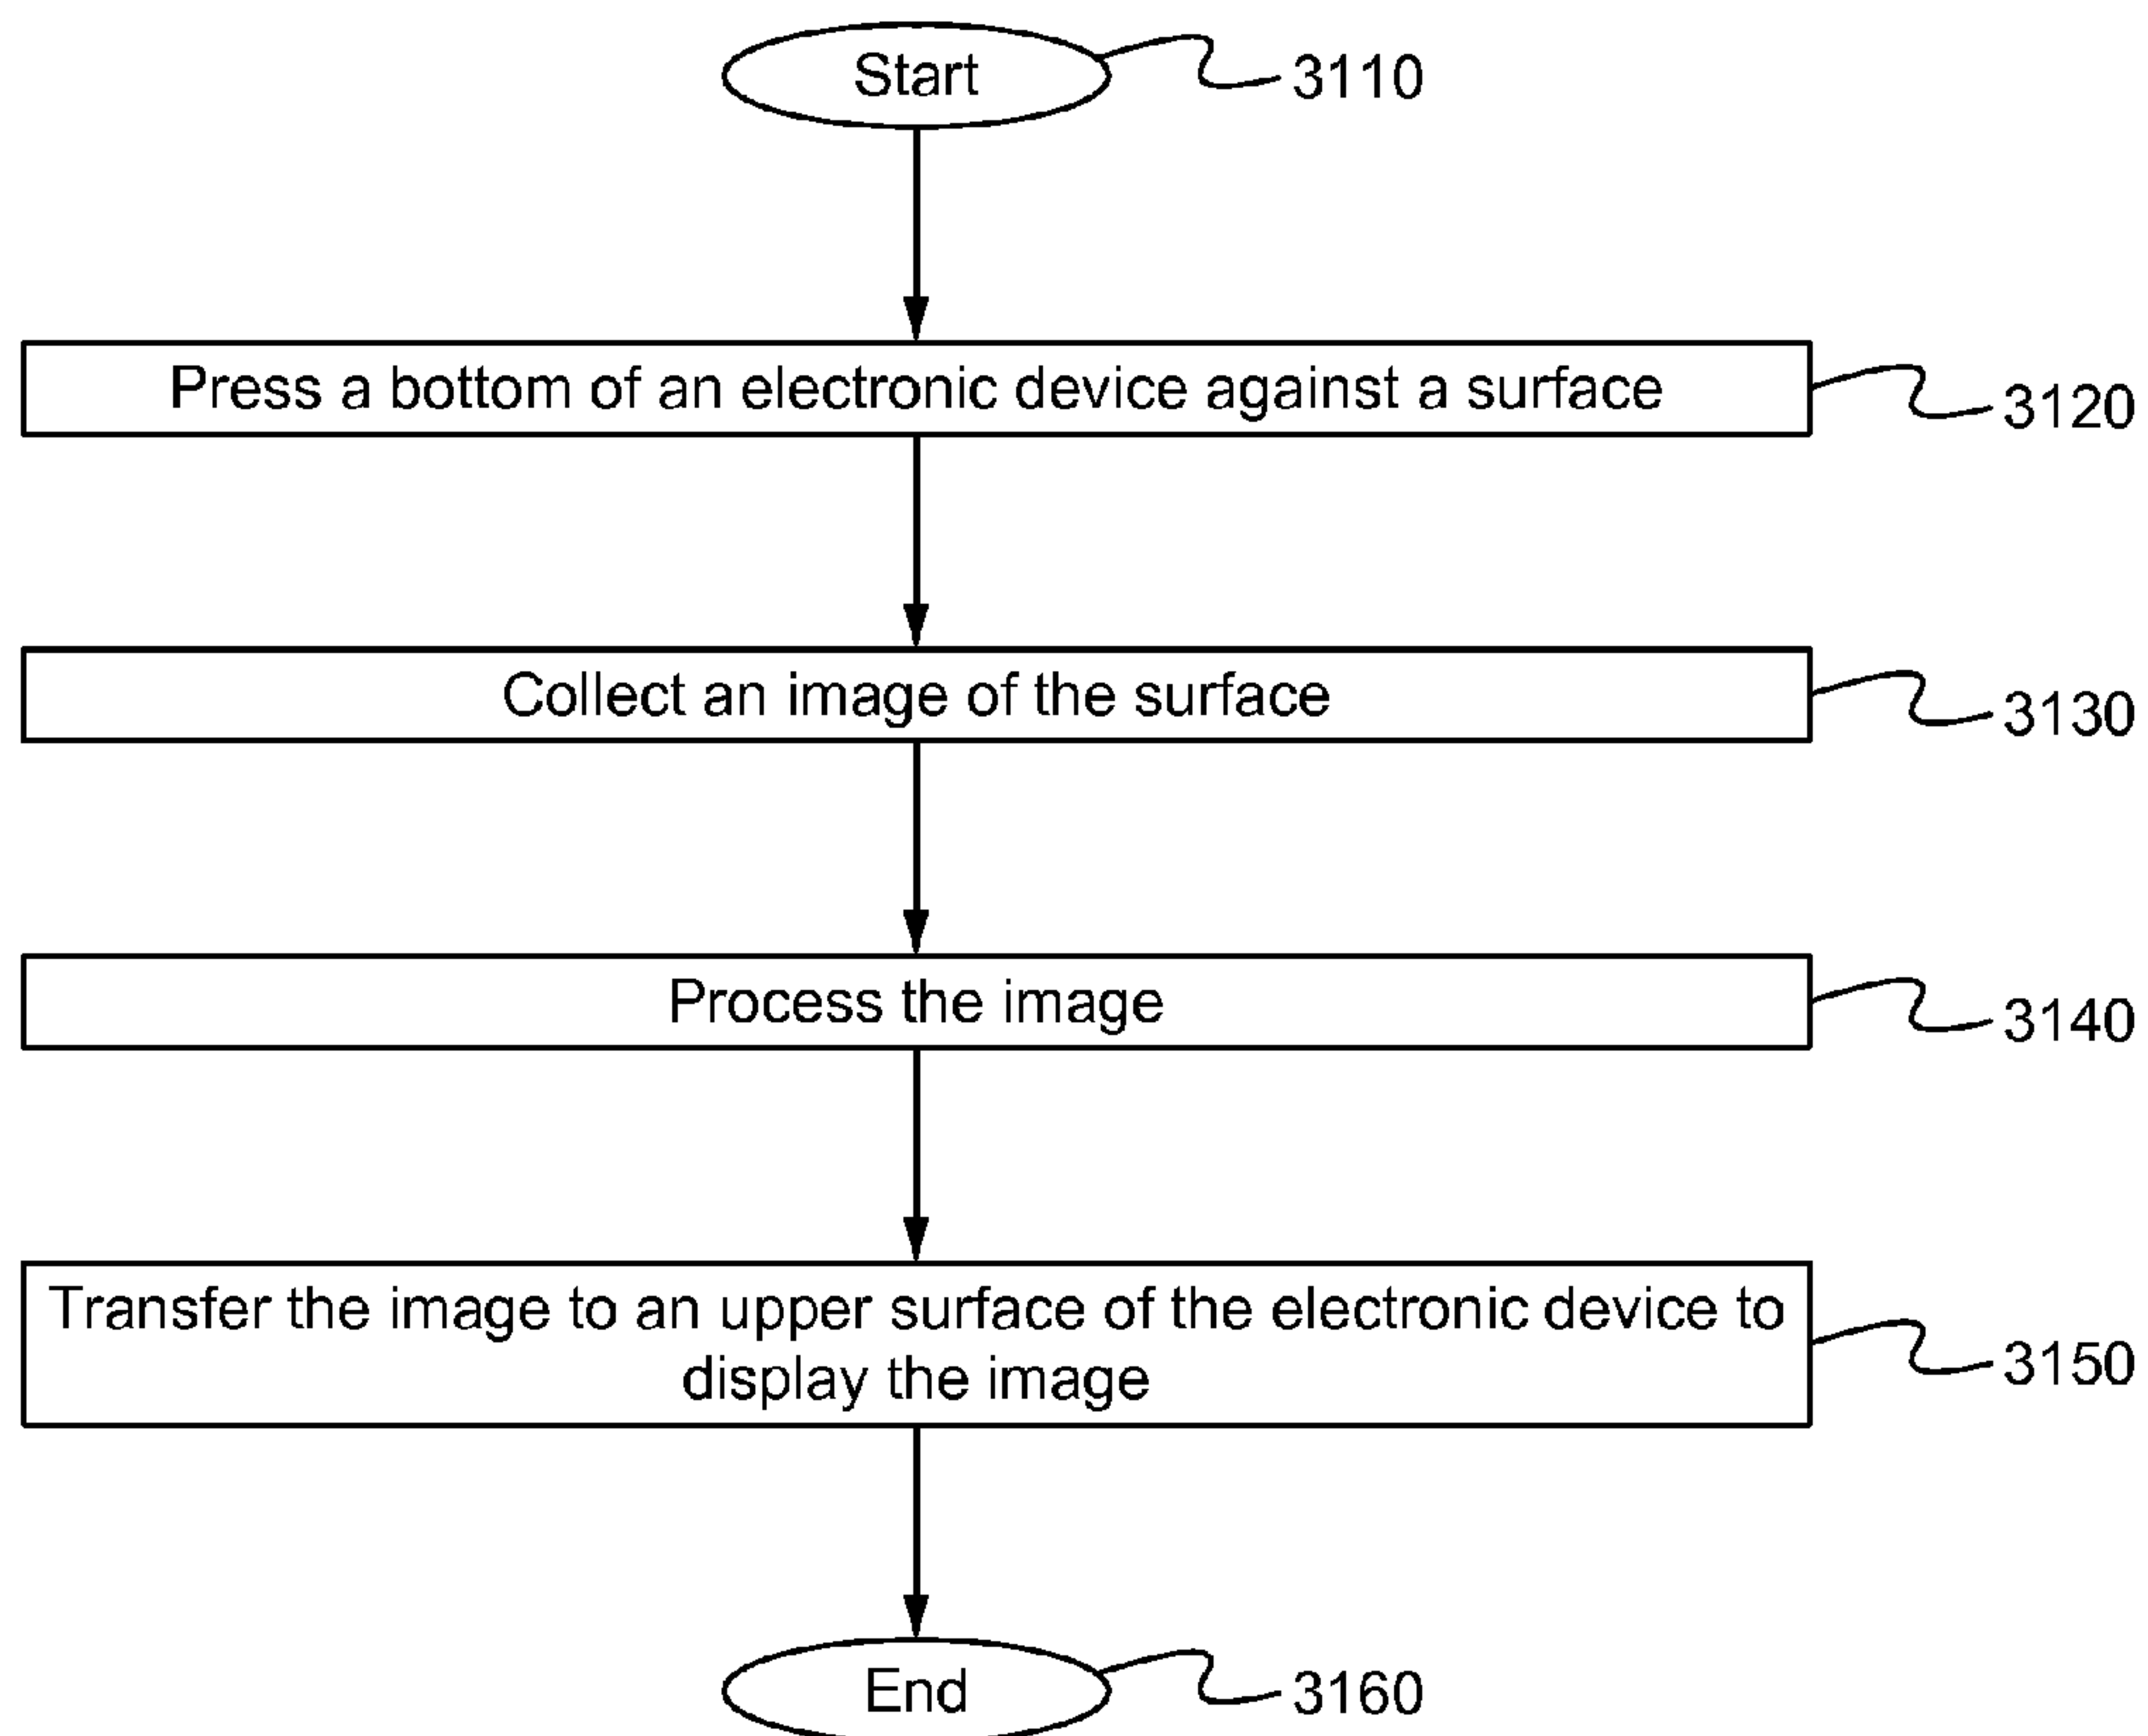 Start
3110
Press a bottom of an electronic device against a surface
3120
Collect an image of the surface
3130
Process the image
3140
Transfer the image to an upper surface of the electronic device to
display the image
3150
End
3160